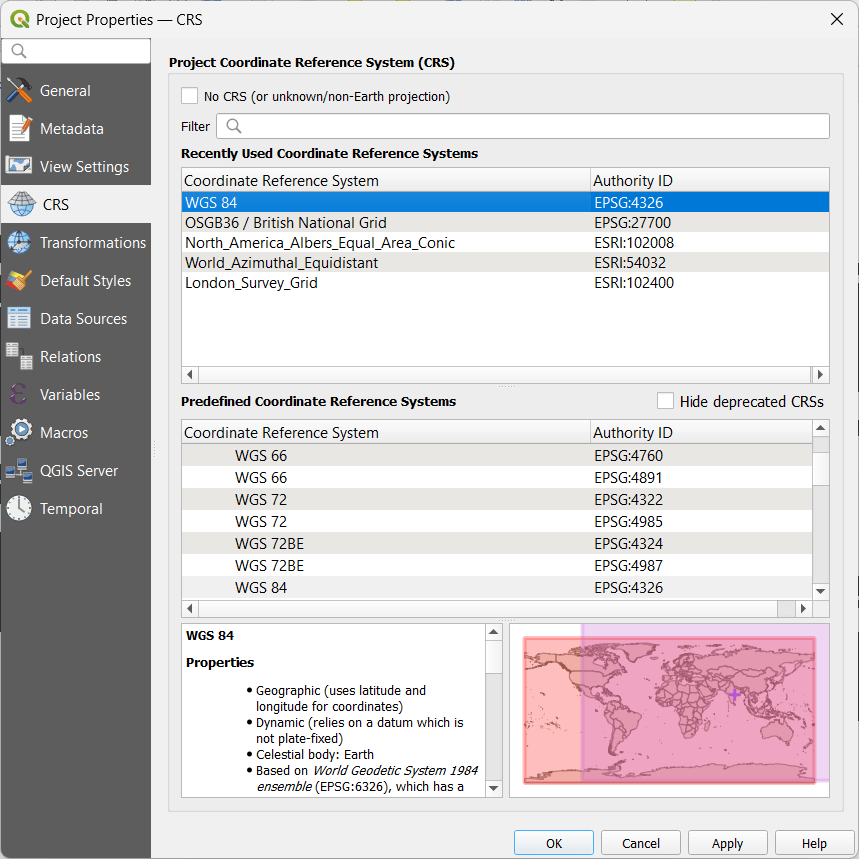 Project Properties — CRS
General
Metadata
View Settings
CRS
Transformations
Default Styles
Data Sources
Relations
Variables
Macros
QGIS Server
Temporal
Project Coordinate Reference System (CRS)
No CRS (or unknown/non-Earth projection)
Filter
Recently Used Coordinate Reference Systems
Coordinate Reference System Authority ID
WGS 84 EPSG:4326
OSGB36 / British National Grid EPSG:27700
North_America_Albers_Equal_Area_Conic ESRI:102008
World_Azimuthal_Equidistant ESRI:54032
London_Survey_Grid ESRI:102400
Predefined Coordinate Reference Systems Hide deprecated CRSs
Coordinate Reference System Authority ID
WGS 66 EPSG:4760
WGS 66 EPSG:4891
WGS 72 EPSG:4322
WGS 72 EPSG:4985
WGS 72BE EPSG:4324
WGS 72BE EPSG:4987
WGS 84 EPSG:4326
WGS 84
Properties
• Geographic (uses latitude and
longitude for coordinates)
• Dynamic (relies on a datum which is
not plate-fixed)
• Celestial body: Earth
• Based on World Geodetic System 1984
ensemble (EPSG:6326), which has a
OK Cancel Apply Help